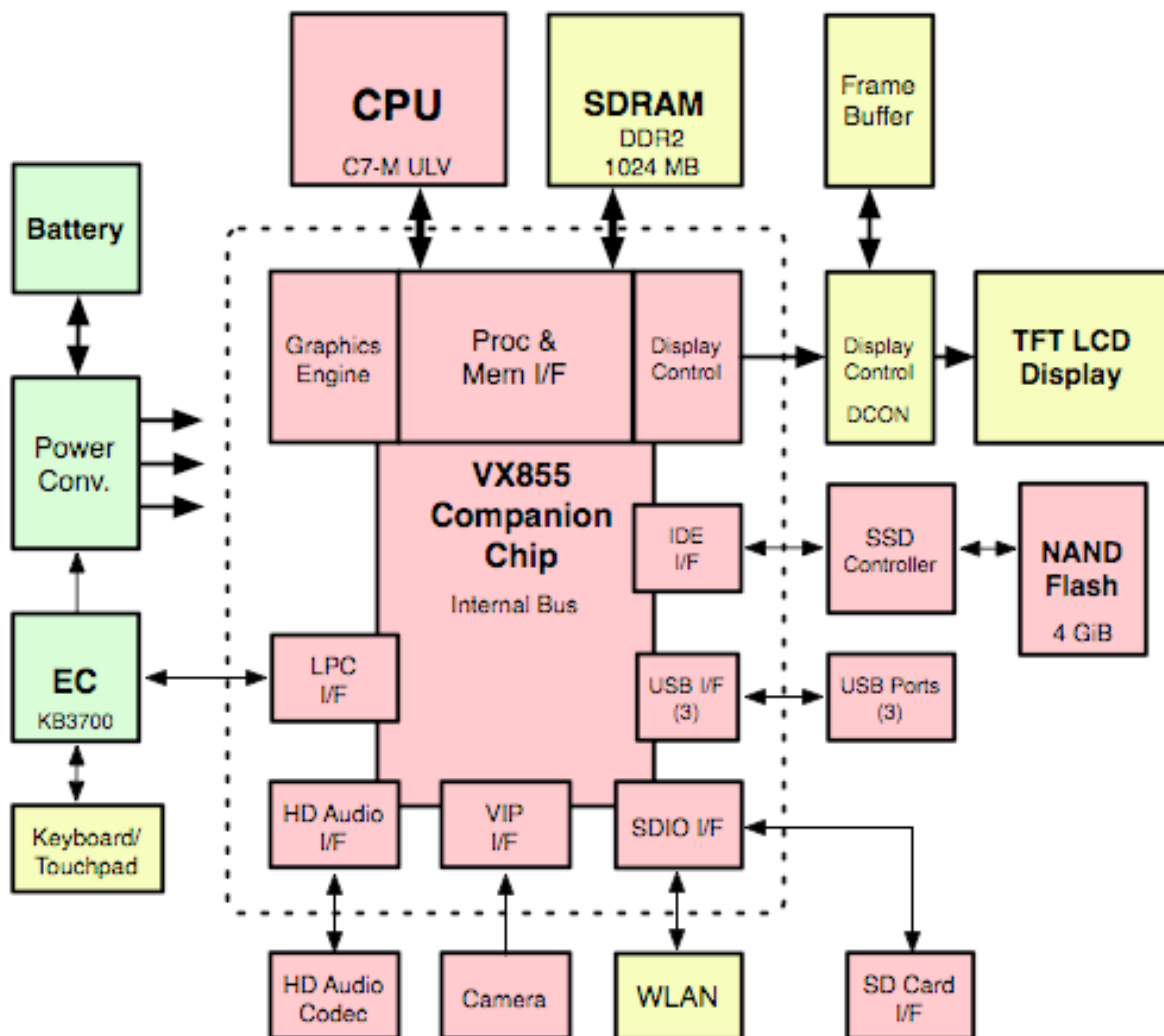 CPU
C7-M ULV
SDRAM
DDR2
1024 MB
Frame
Buffer
Battery
Graphics
Engine
Proc &
Mem I/F
Display
Control
Display
Control
DCON
TFT LCD
Display
Power
Conv.
VX855
Companion
Chip
Internal Bus
IDE
I/F
SSD
Controller
NAND
Flash
4 GiB
EC
KB3700
LPC
I/F
USB I/F
(3)
USB Ports
(3)
Keyboard/
Touchpad
HD Audio
I/F
VIP
I/F
SDIO I/F
HD Audio
Codec
Camera
WLAN
SD Card
I/F